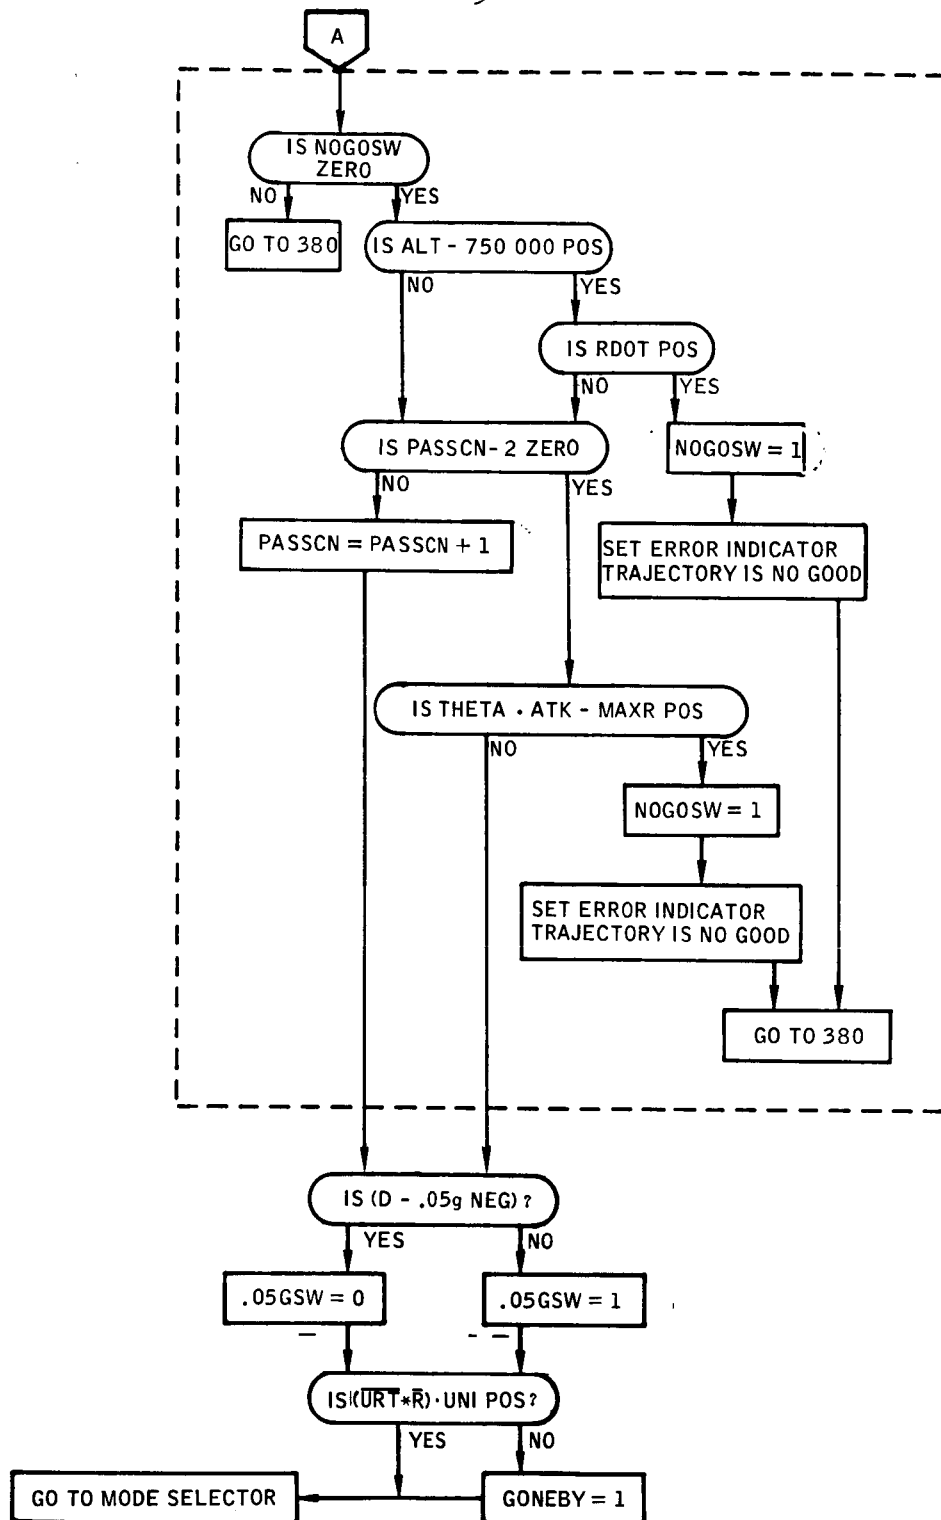 A
IS NOGOSW
ZERO
NO
YES
GO TO 380
IS ALT - 750 000 POS
NO
YES
IS RDOT POS
NO
YES
IS PASSCN- 2 ZERO
NOGOSW = 1
NO
YES
PASSCN = PASSCN + 1
SET ERROR INDICATOR
TRAJECTORY IS NO GOOD
IS THETA . ATK - MAXR POS
NO
YES
NOGOSW = 1
SET ERROR INDICATOR
TRAJECTORY IS NO GOOD
GO TO 380
IS (D - .05g NEG)?
YES
NO
.05GSW = 0
.05GSW = 1
IS (U̅R̅T̅*R̅)·UNI POS?
YES
NO
GO TO MODE SELECTOR
GONEBY = 1